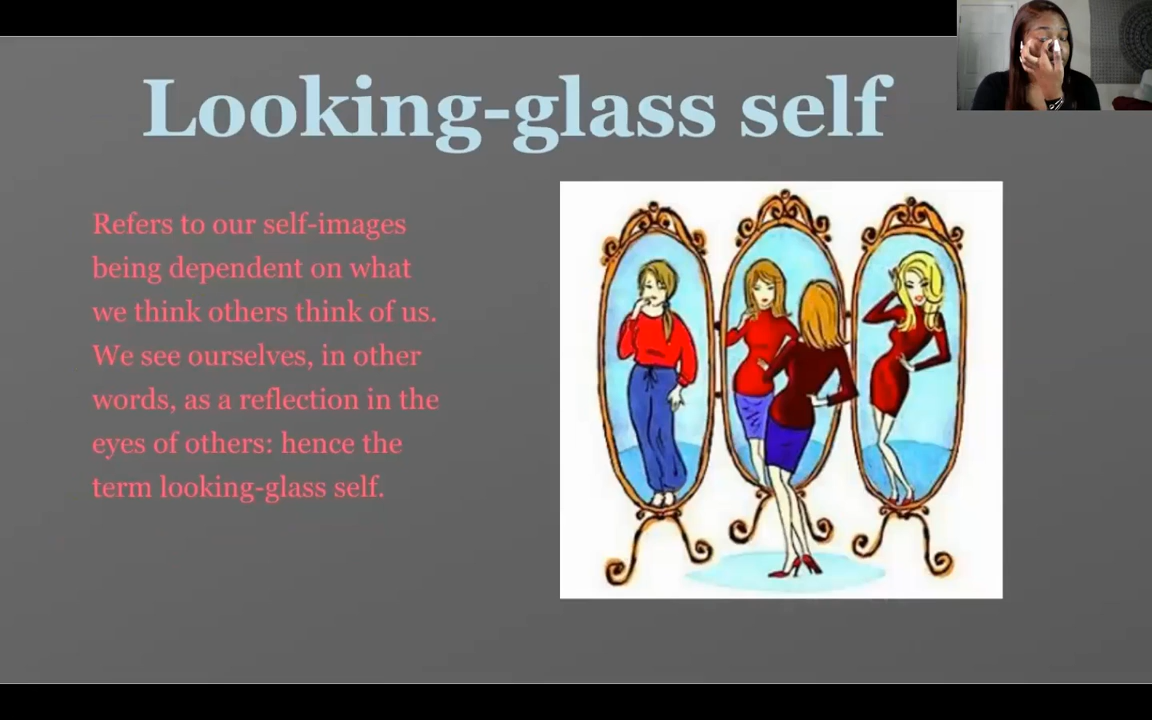 Looking-glass self
Refers to our self-images
being dependent on what
we think others think of us.
We see ourselves, in other
words, as a reflection in the
eyes of others: hence the
term looking-glass self.